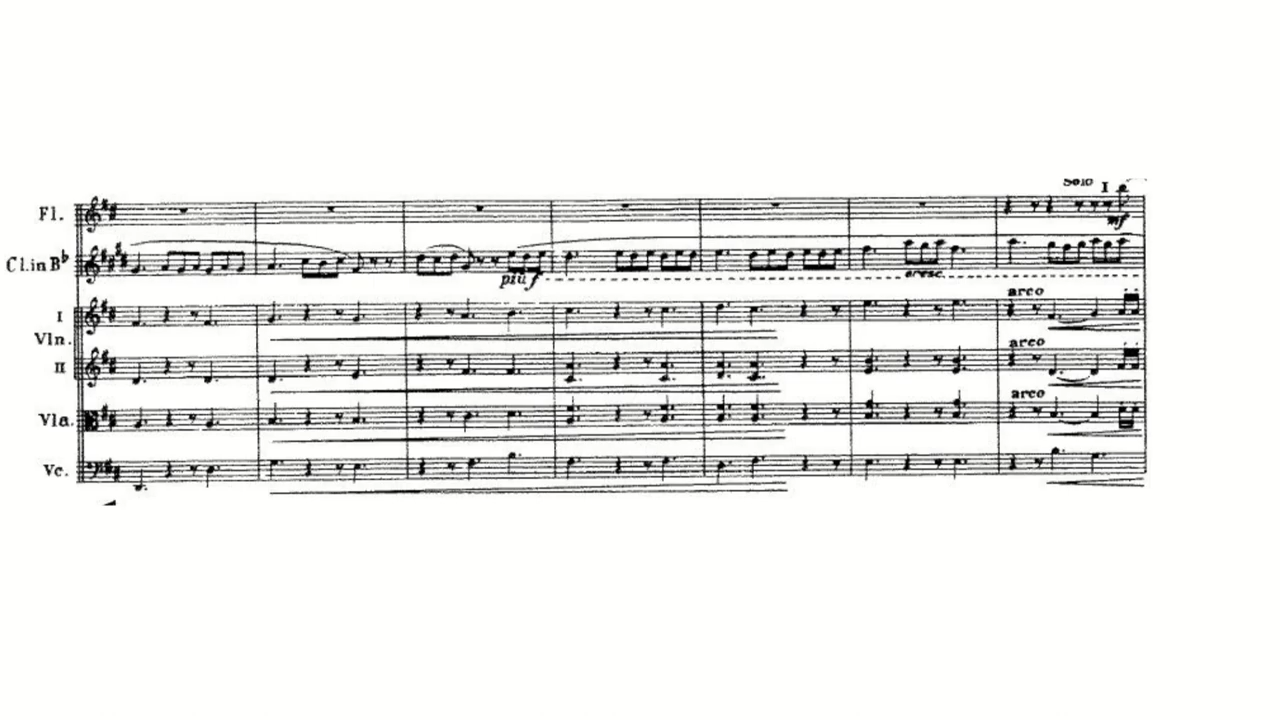 Solo I
Fl.
mf
Cl.in B♭
più f
cresc.
arco
I
Vln.
arco
II
arco
Vla.
Vc.